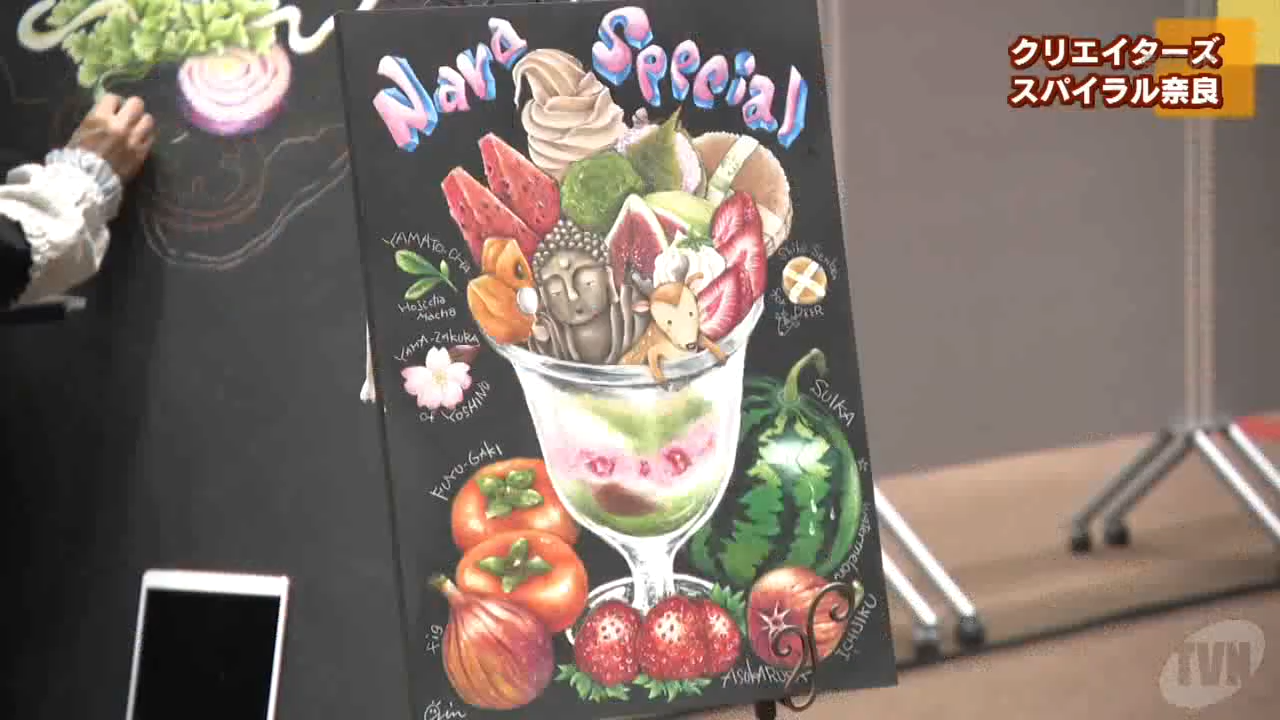 クリエイターズ
スパイラル奈良
Nara Special
YAMATO-CHA
Hojicha
Macha
Shika-Senbei
for
DEER
YAMA-ZAKURA
of YOSHINO
SUIKA
FUYU-GAKI
watermelon
Fig
ICHIJIKU
TVN